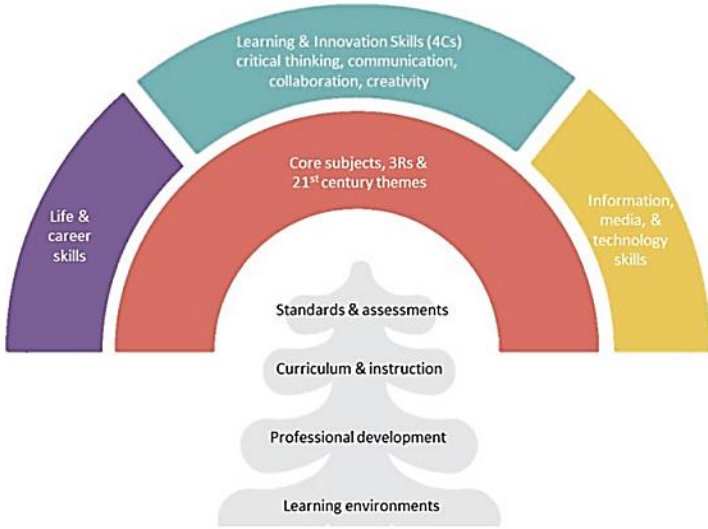 Learning & Innovation Skills (4Cs)
critical thinking, communication,
collaboration, creativity
Core subjects, 3Rs &
21st century themes
Life &
career
skills
Information,
media, &
technology
skills
Standards & assessments
Curriculum & instruction
Professional development
Learning environments